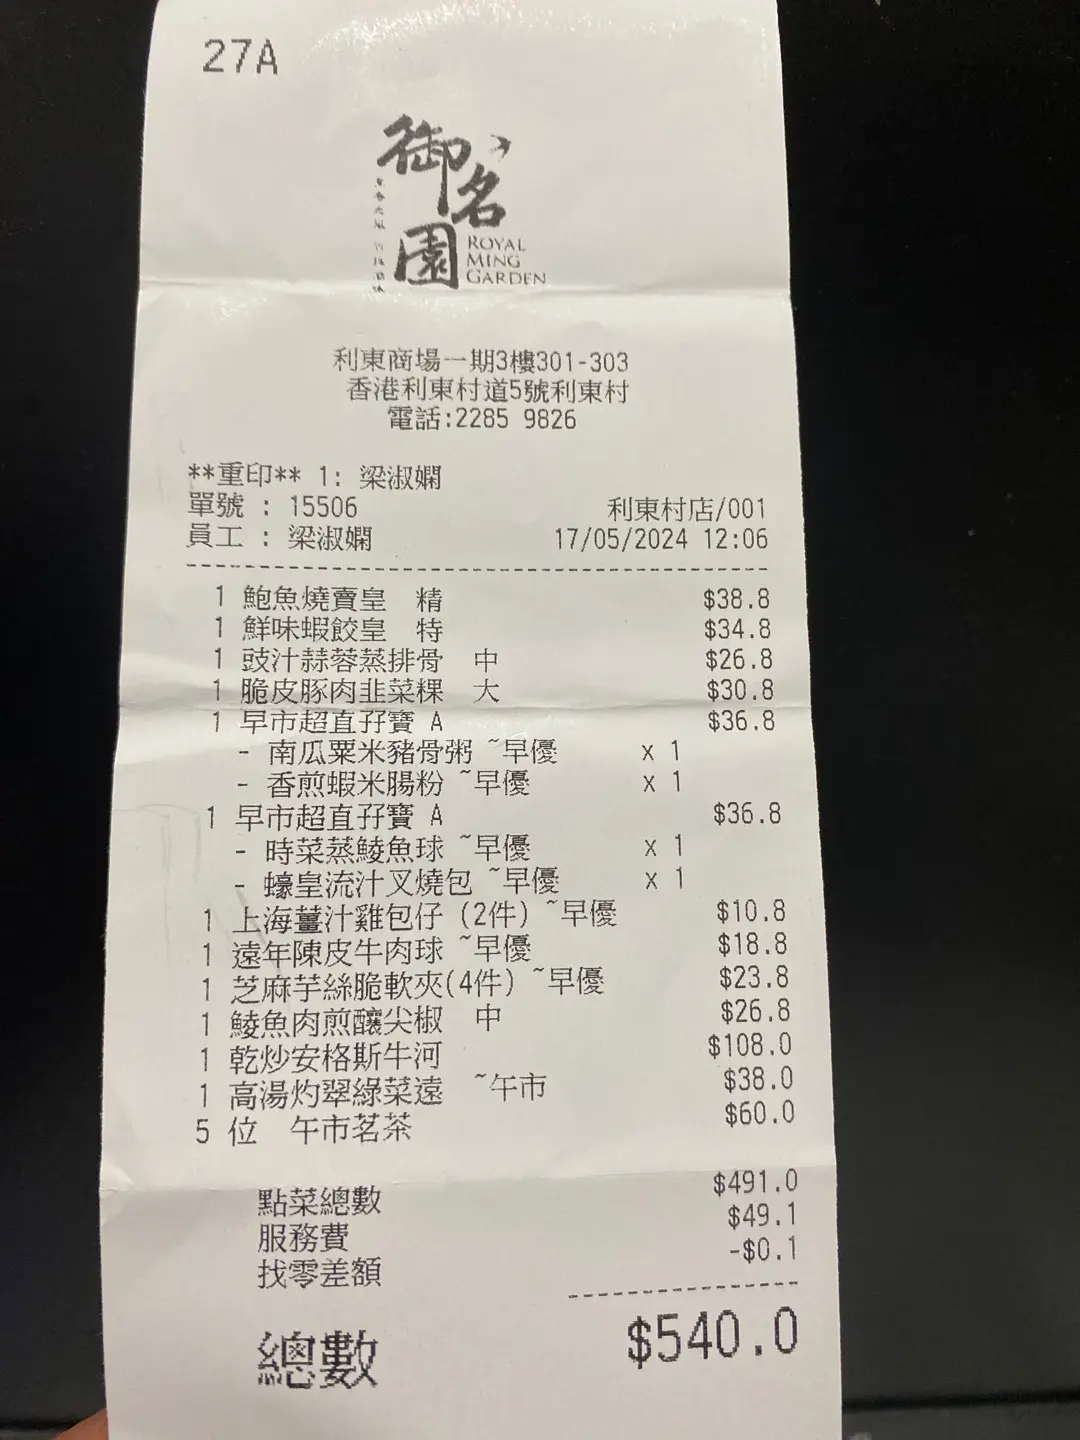 27A
御名園
ROYAL
MING
GARDEN
利東商場一期3樓301-303
香港利東村道5號利東村
電話:2285 9826
**重印** 1: 梁淑嫻
單號 : 15506 利東村店/001
員工 : 梁淑嫻 17/05/2024 12:06
1 鮑魚燒賣皇 精 $38.8
1 鮮味蝦餃皇 特 $34.8
1 豉汁蒜蓉蒸排骨 中 $26.8
1 脆皮豚肉韭菜粿 大 $30.8
1 早市超直孖寶 A $36.8
- 南瓜粟米豬骨粥 ~早優 x 1
- 香煎蝦米腸粉 ~早優 x 1
1 早市超直孖寶 A $36.8
- 時菜蒸鯪魚球 ~早優 x 1
- 蠔皇流汁叉燒包 ~早優 x 1
1 上海薑汁雞包仔 (2件) ~早優 $10.8
1 遠年陳皮牛肉球 ~早優 $18.8
1 芝麻芋絲脆軟夾(4件) ~早優 $23.8
1 鯪魚肉煎釀尖椒 中 $26.8
1 乾炒安格斯牛河 $108.0
1 高湯灼翠綠菜遠 ~午市 $38.0
5 位 午市茗茶 $60.0
點菜總數 $491.0
服務費 $49.1
找零差額 -$0.1
總數 $540.0